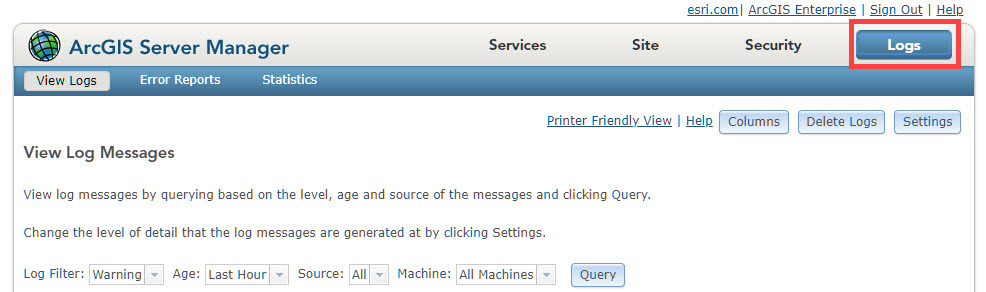 esri.com| ArcGIS Enterprise | Sign Out | Help
ArcGIS Server Manager Services Site Security Logs
View Logs Error Reports Statistics
Printer Friendly View | Help Columns Delete Logs Settings
View Log Messages
View log messages by querying based on the level, age and source of the messages and clicking Query.
Change the level of detail that the log messages are generated at by clicking Settings.
Log Filter: Warning Age: Last Hour Source: All Machine: All Machines Query